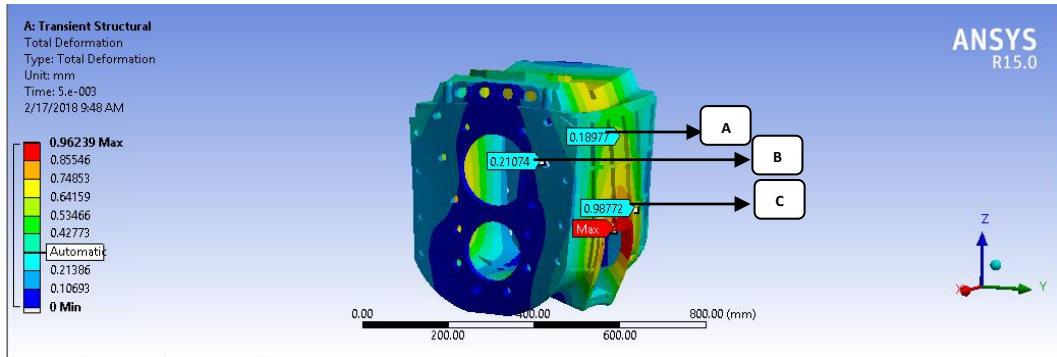 A: Transient Structural
Total Deformation
Type: Total Deformation
Unit: mm
Time: 5.e-003
2/17/2018 9:48 AM
0.96239 Max
0.85546
0.74853
0.64159
0.53466
0.42773
Automatic
0.21386
0.10693
0 Min
ANSYS
R15.0
0.18977
A
0.21074
B
0.98772
C
Max
0.00
400.00
800.00 (mm)
200.00
600.00
Z
X
Y